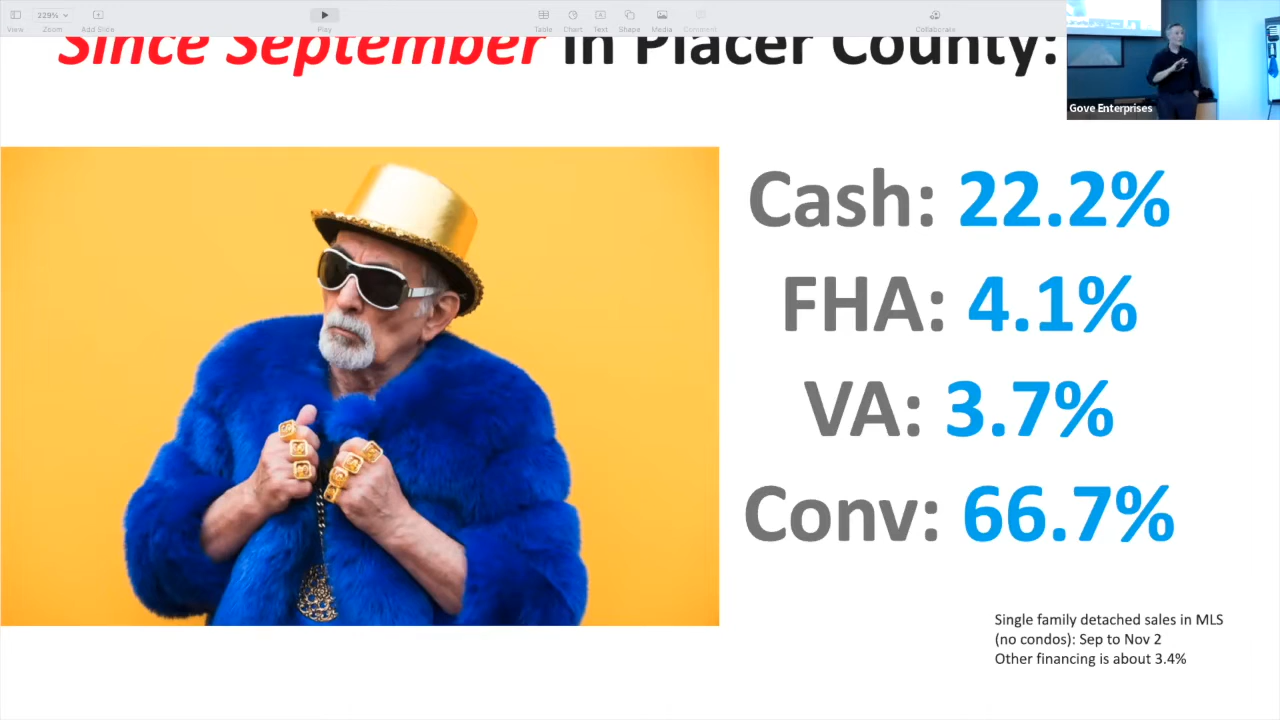 229%
View
Zoom
Add Slide
Play
Table
Chart
Text
Shape
Media
Comment
Collaborate
Since September in Placer County:
Gove Enterprises
Cash: 22.2%
FHA: 4.1%
VA: 3.7%
Conv: 66.7%
Single family detached sales in MLS
(no condos): Sep to Nov 2
Other financing is about 3.4%